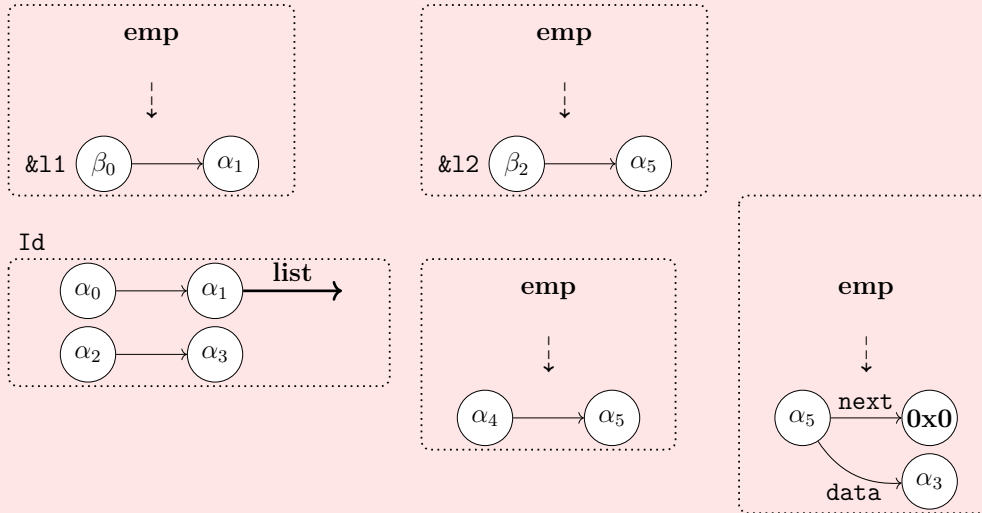 emp emp
&l1 β₀ α₁ &l2 β₂ α₅
Id
α₀ α₁ list
emp emp
α₂ α₃
α₄ α₅ α₅ next 0x0
data α₃